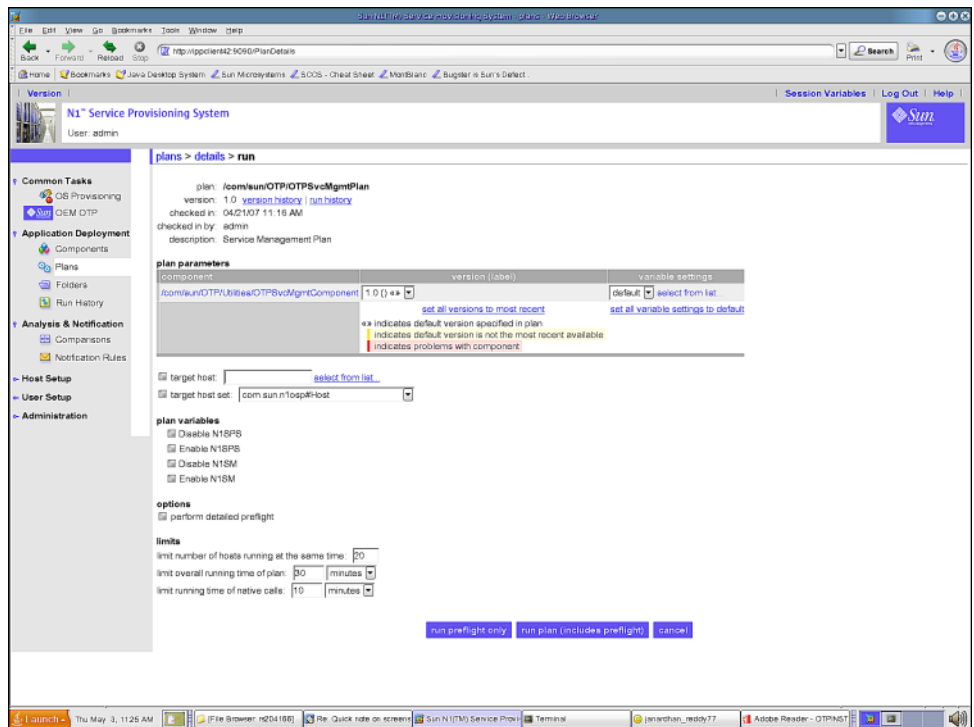 Sun N1(TM) Service Provisioning System - plans - Web Browser
File Edit View Go Bookmarks Tools Window Help
Back Forward Reload Stop http://ippclient42:9090/PlanDetails Search Print
Home Bookmarks Java Desktop System Sun Microsystems SCOS - Cheat Sheet MontBlanc Bugster is Sun's Defect...
Version Session Variables Log Out Help
N1™ Service Provisioning System
User: admin
Sun
plans > details > run
Common Tasks
OS Provisioning
Sun OEM OTP
Application Deployment
Components
Plans
Folders
Run History
Analysis & Notification
Comparisons
Notification Rules
Host Setup
User Setup
Administration
plan: /com/sun/OTP/OTPSvcMgmtPlan
version: 1.0 version history | run history
checked in: 04/21/07 11:16 AM
checked in by: admin
description: Service Management Plan
plan parameters
component version (label) variable settings
/com/sun/OTP/Utilities/OTPSvcMgmtComponent 1.0 () «» default select from list...
set all versions to most recent set all variable settings to default
«» indicates default version specified in plan
indicates default version is not the most recent available
indicates problems with component
target host: select from list...
target host set: com.sun.n1osp#Host
plan variables
Disable N1SPS
Enable N1SPS
Disable N1SM
Enable N1SM
options
perform detailed preflight
limits
limit number of hosts running at the same time: 20
limit overall running time of plan: 30 minutes
limit running time of native calls: 10 minutes
run preflight only run plan (includes preflight) cancel
Launch Thu May 3, 11:25 AM [File Browser: rs204166] Re: Quick note on screens Sun N1(TM) Service Provis Terminal janardhan_reddy77 Adobe Reader - OTPINST